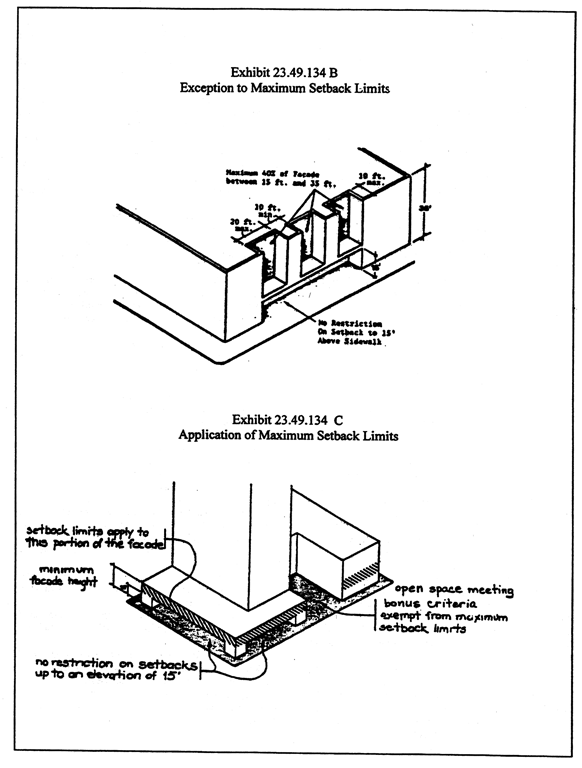 Exhibit 23.49.134 B
Exception to Maximum Setback Limits
Maximum 40% of Facade
between 15 ft. and 35 ft.
10 ft.
max.
10 ft.
min.
20 ft.
max.
No Restriction
On Setback to 15'
Above Sidewalk
Exhibit 23.49.134 C
Application of Maximum Setback Limits
setback limits apply to
this portion of the facade
minimum
facade height
open space meeting
bonus criteria
exempt from maximum
setback limits
no restriction on setbacks
up to an elevation of 15'